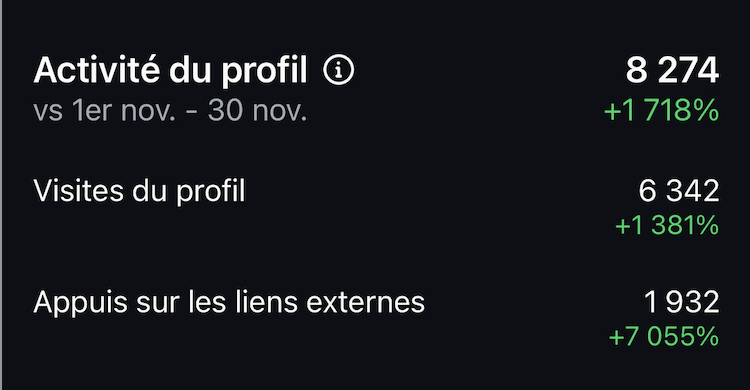 Activité du profil
8 274
vs 1er nov. - 30 nov.
+1 718%
Visites du profil
6 342
+1 381%
Appuis sur les liens externes
1 932
+7 055%